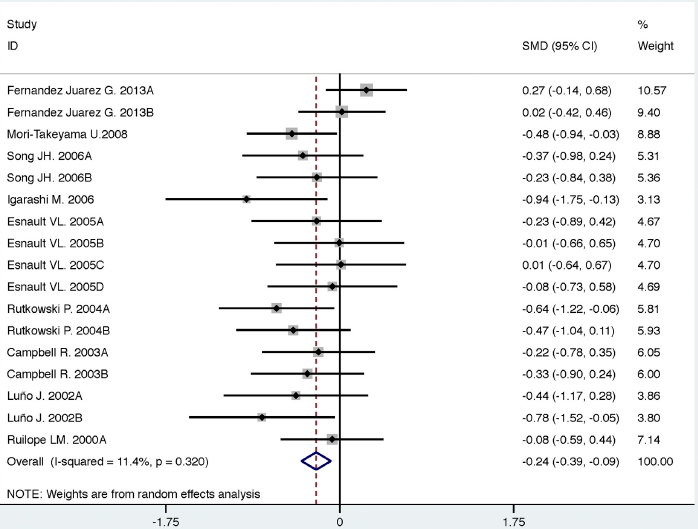 Study %
ID SMD (95% CI) Weight
Fernandez Juarez G. 2013A 0.27 (-0.14, 0.68) 10.57
Fernandez Juarez G. 2013B 0.02 (-0.42, 0.46) 9.40
Mori-Takeyama U.2008 -0.48 (-0.94, -0.03) 8.88
Song JH. 2006A -0.37 (-0.98, 0.24) 5.31
Song JH. 2006B -0.23 (-0.84, 0.38) 5.36
Igarashi M. 2006 -0.94 (-1.75, -0.13) 3.13
Esnault VL. 2005A -0.23 (-0.89, 0.42) 4.67
Esnault VL. 2005B -0.01 (-0.66, 0.65) 4.70
Esnault VL. 2005C 0.01 (-0.64, 0.67) 4.70
Esnault VL. 2005D -0.08 (-0.73, 0.58) 4.69
Rutkowski P. 2004A -0.64 (-1.22, -0.06) 5.81
Rutkowski P. 2004B -0.47 (-1.04, 0.11) 5.93
Campbell R. 2003A -0.22 (-0.78, 0.35) 6.05
Campbell R. 2003B -0.33 (-0.90, 0.24) 6.00
Luño J. 2002A -0.44 (-1.17, 0.28) 3.86
Luño J. 2002B -0.78 (-1.52, -0.05) 3.80
Ruilope LM. 2000A -0.08 (-0.59, 0.44) 7.14
Overall (I-squared = 11.4%, p = 0.320) -0.24 (-0.39, -0.09) 100.00
NOTE: Weights are from random effects analysis
-1.75 0 1.75